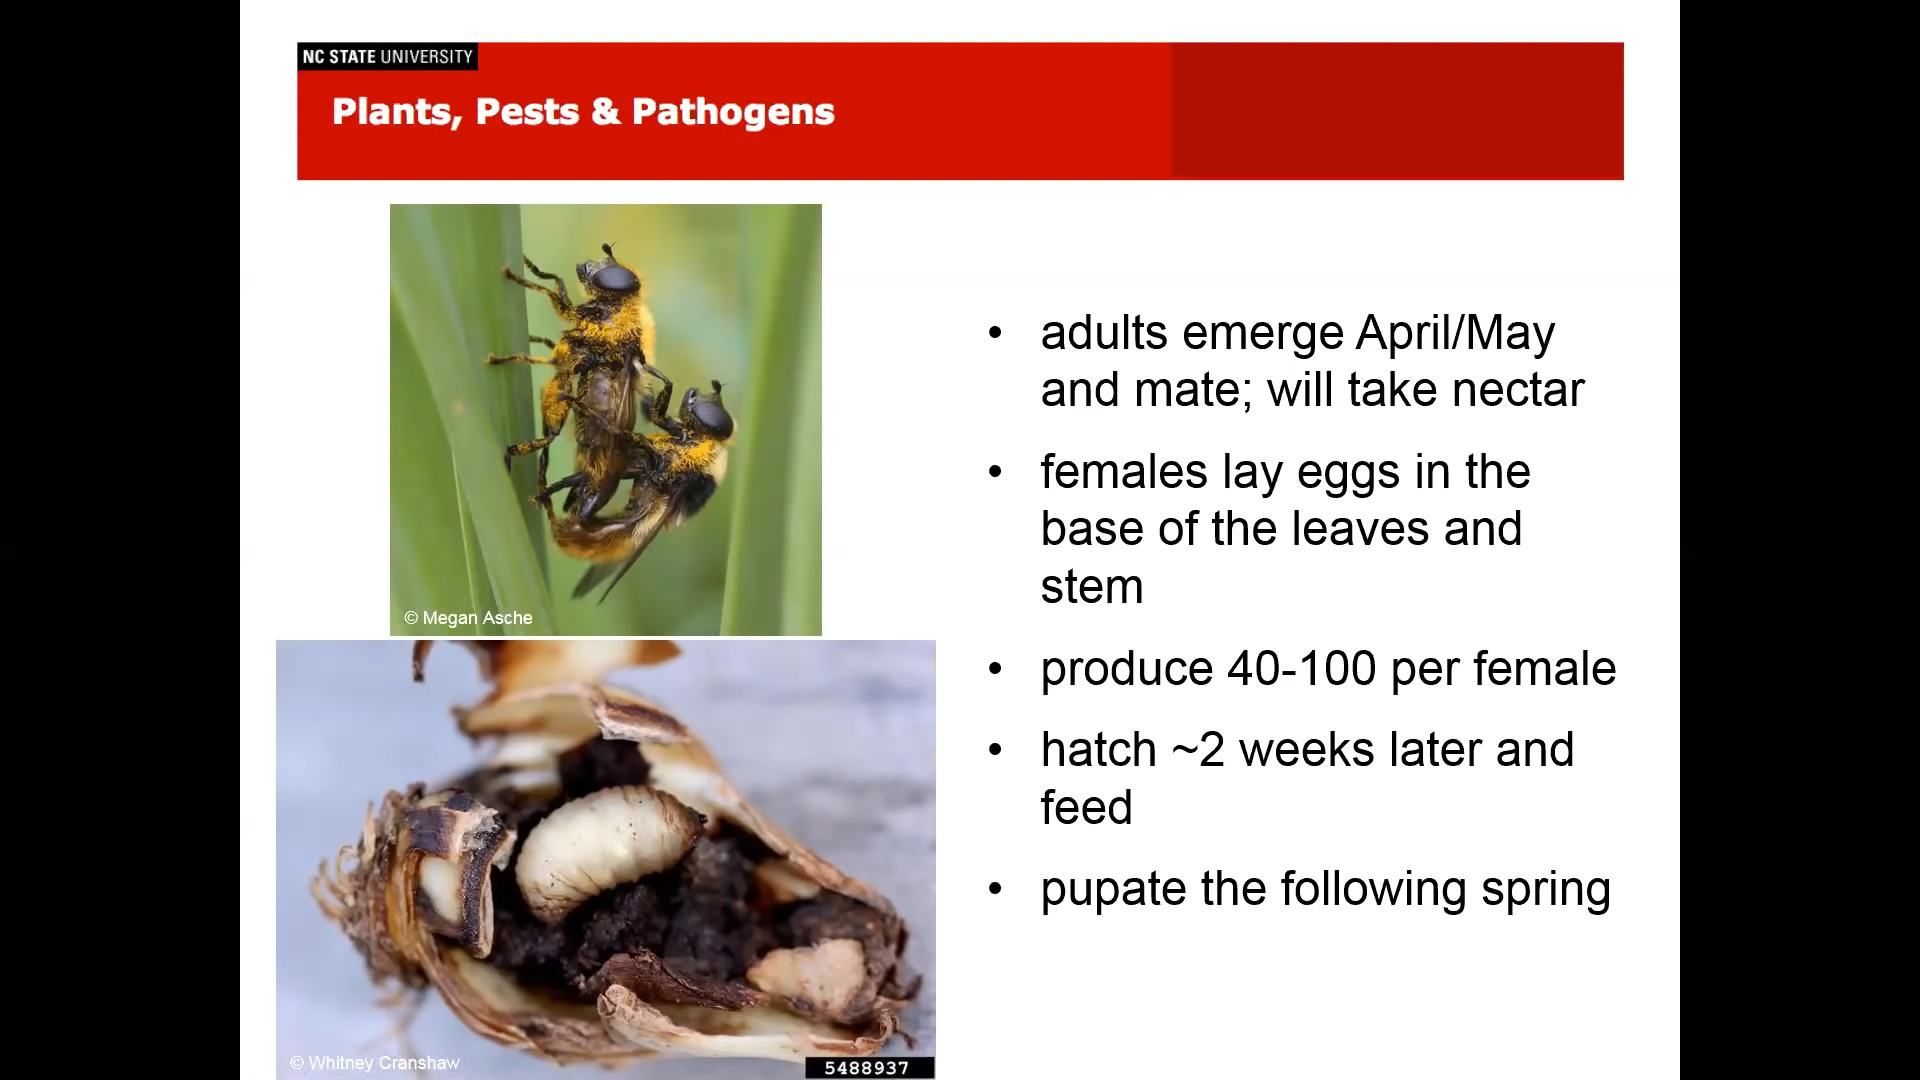 NC STATE UNIVERSITY
Plants, Pests & Pathogens
© Megan Asche
© Whitney Cranshaw
5488937
• adults emerge April/May
and mate; will take nectar
• females lay eggs in the
base of the leaves and
stem
• produce 40-100 per female
• hatch ~2 weeks later and
feed
• pupate the following spring